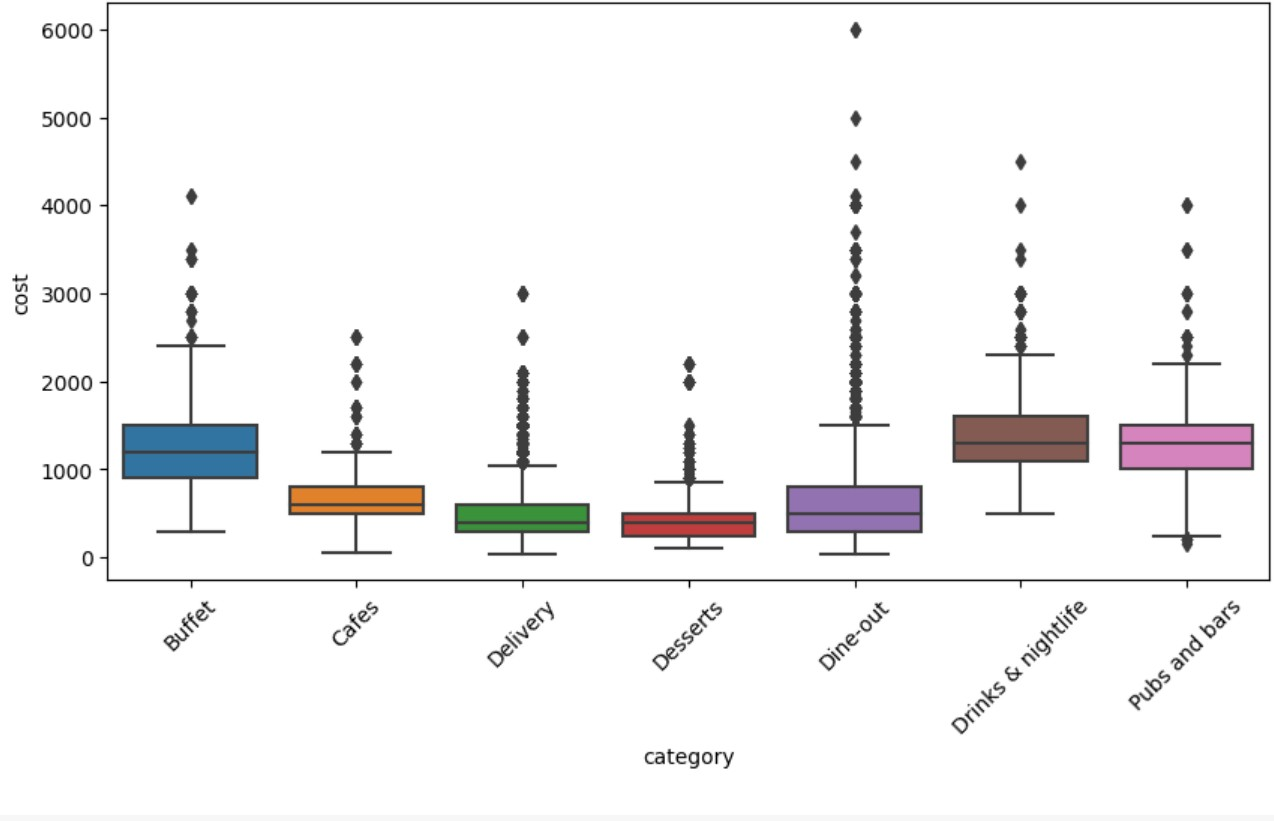 6000
5000
4000
3000
2000
1000
0
cost
Buffet
Cafes
Delivery
Desserts
Dine-out
Drinks & nightlife
Pubs and bars
category